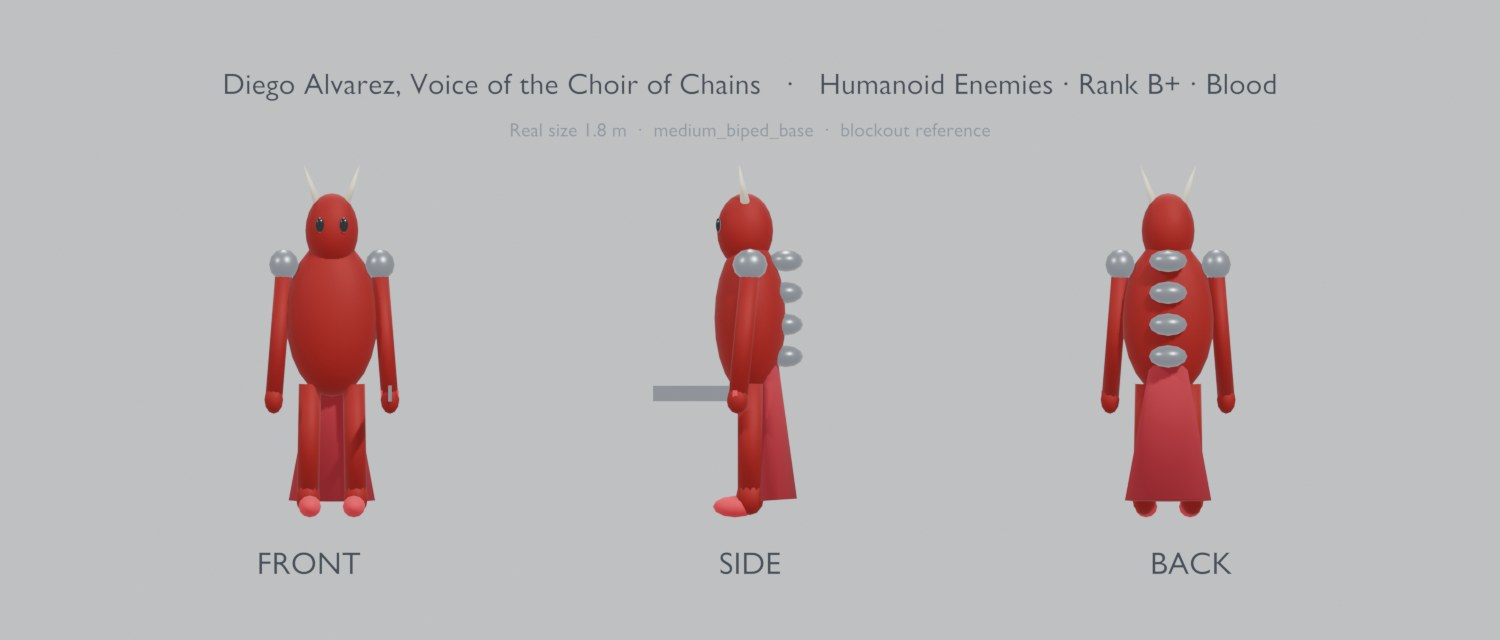 Diego Alvarez, Voice of the Choir of Chains · Humanoid Enemies · Rank B+ · Blood
Real size 1.8 m · medium_biped_base · blockout reference
FRONT SIDE BACK